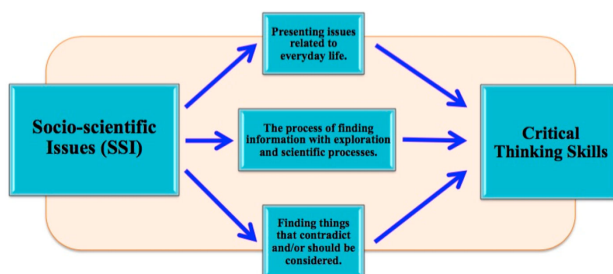 Presenting issues
related to
everyday life.
Socio-scientific
Issues (SSI)
The process of finding
information with exploration
and scientific processes.
Critical
Thinking Skills
Finding things
that contradict
and/or should be
considered.